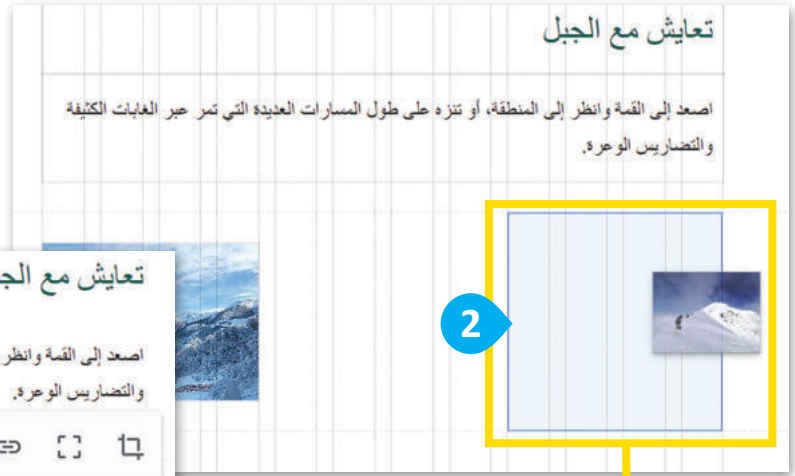 تعايش مع الجبل
اصعد إلى القمة وانظر إلى المنطقة، أو تنزه على طول المسارات العديدة التي تمر عبر الغابات الكثيفة
والتضاريس الوعرة.
2
تعايش مع الجبـ
اصعد إلى القمة وانظر
والتضاريس الوعرة.